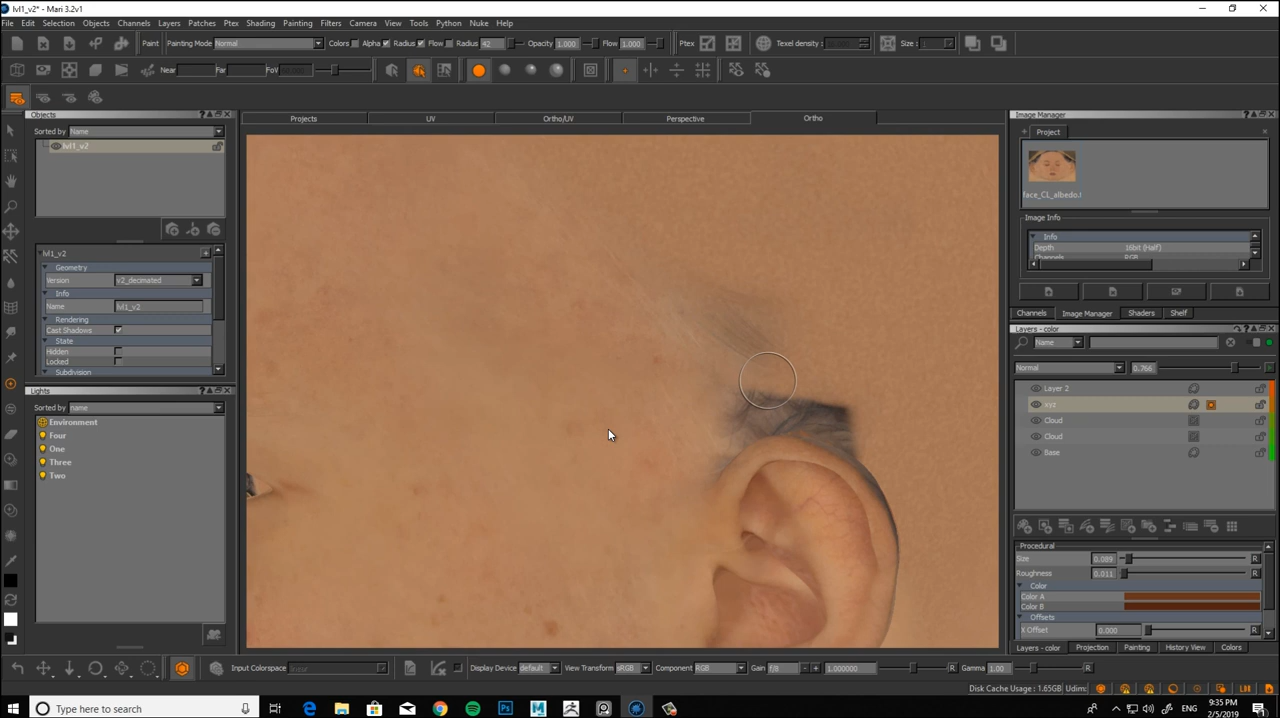 lvl1_v2* - Mari 3.2v1
File Edit Selection Objects Channels Layers Patches Ptex Shading Painting Filters Camera View Tools Python Nuke Help
Paint Painting Mode Normal Colors Alpha Radius Flow Radius 42 Opacity 1.000 Flow 1.000 Ptex Texel density: Size : 1
Near Far FoV
Objects
Sorted by Name
lvl1_v2
lvl1_v2
Geometry
Version v2_decimated
Info
Name lvl1_v2
Rendering
Cast Shadows
State
Hidden
Locked
Subdivision
Lights
Sorted by name
Environment
Four
One
Three
Two
Projects UV Ortho/UV Perspective Ortho
Image Manager
Project
face_CL_albedo.t
Image Info
Info
Depth 16bit (Half)
Channels RGB
Channels Image Manager Shaders Shelf
Layers - color
Name
Normal 0.766
Layer 2
xyz
Cloud
Cloud
Base
Procedural
Size 0.089 R
Roughness 0.011 R
Color
Color A
Color B
Offsets
X Offset 0.000 R
Layers - color Projection Painting History View Colors
Input Colorspace Display Device default View Transform sRGB Component RGB Gain f/8 1.000000 R Gamma 1.00 R
Disk Cache Usage : 1.65GB Udim:
Type here to search
9:35 PM
2/5/2019